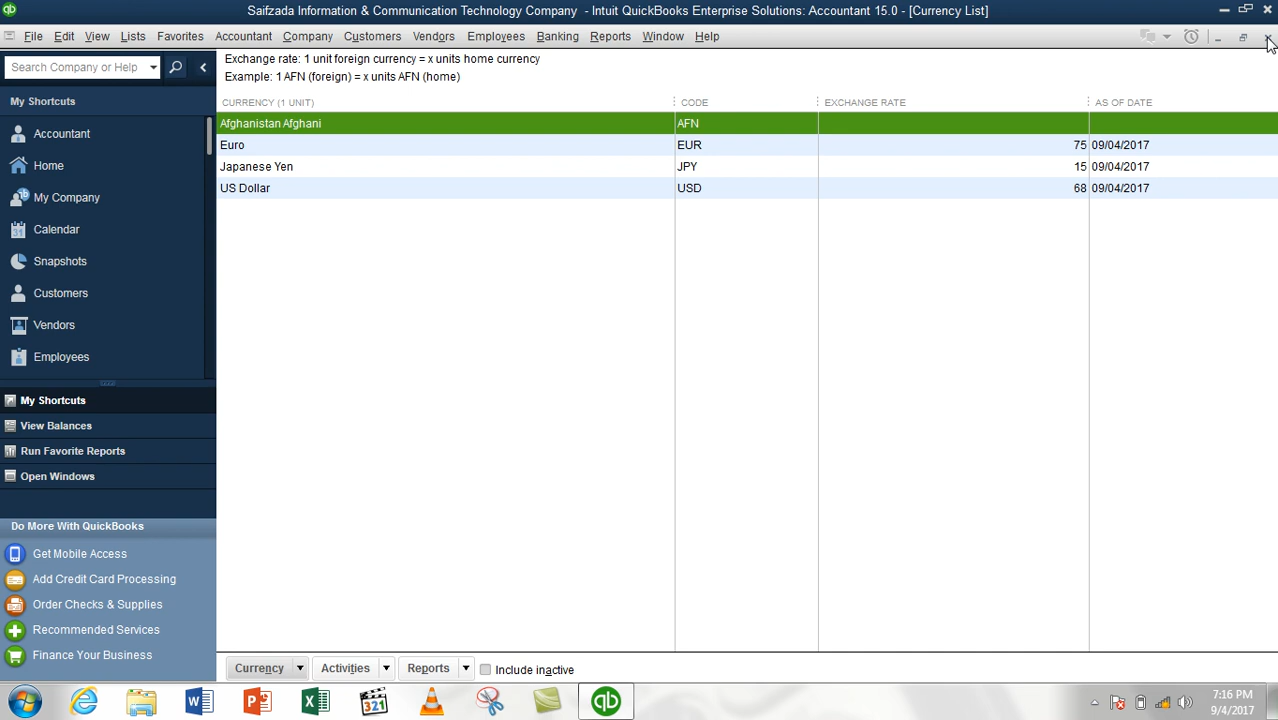 Saifzada Information & Communication Technology Company - Intuit QuickBooks Enterprise Solutions: Accountant 15.0 - [Currency List]
File Edit View Lists Favorites Accountant Company Customers Vendors Employees Banking Reports Window Help
Search Company or Help
My Shortcuts
Accountant
Home
My Company
Calendar
Snapshots
Customers
Vendors
Employees
My Shortcuts
View Balances
Run Favorite Reports
Open Windows
Do More With QuickBooks
Get Mobile Access
Add Credit Card Processing
Order Checks & Supplies
Recommended Services
Finance Your Business
Exchange rate: 1 unit foreign currency = x units home currency
Example: 1 AFN (foreign) = x units AFN (home)
CURRENCY (1 UNIT) CODE EXCHANGE RATE AS OF DATE
Afghanistan Afghani AFN
Euro EUR 75 09/04/2017
Japanese Yen JPY 15 09/04/2017
US Dollar USD 68 09/04/2017
Currency Activities Reports Include inactive
321
7:16 PM
9/4/2017